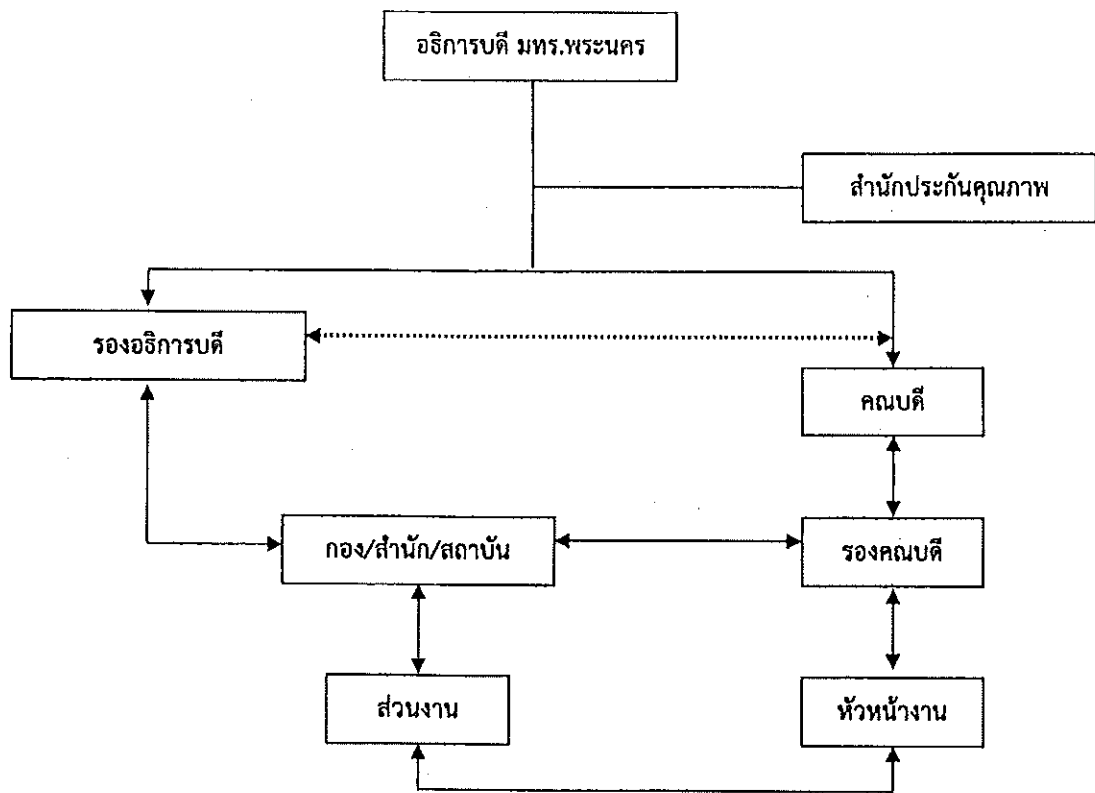 อธิการบดี มทร.พระนคร
สำนักประกันคุณภาพ
รองอธิการบดี
คณบดี
กอง/สำนัก/สถาบัน
รองคณบดี
ส่วนงาน
หัวหน้างาน